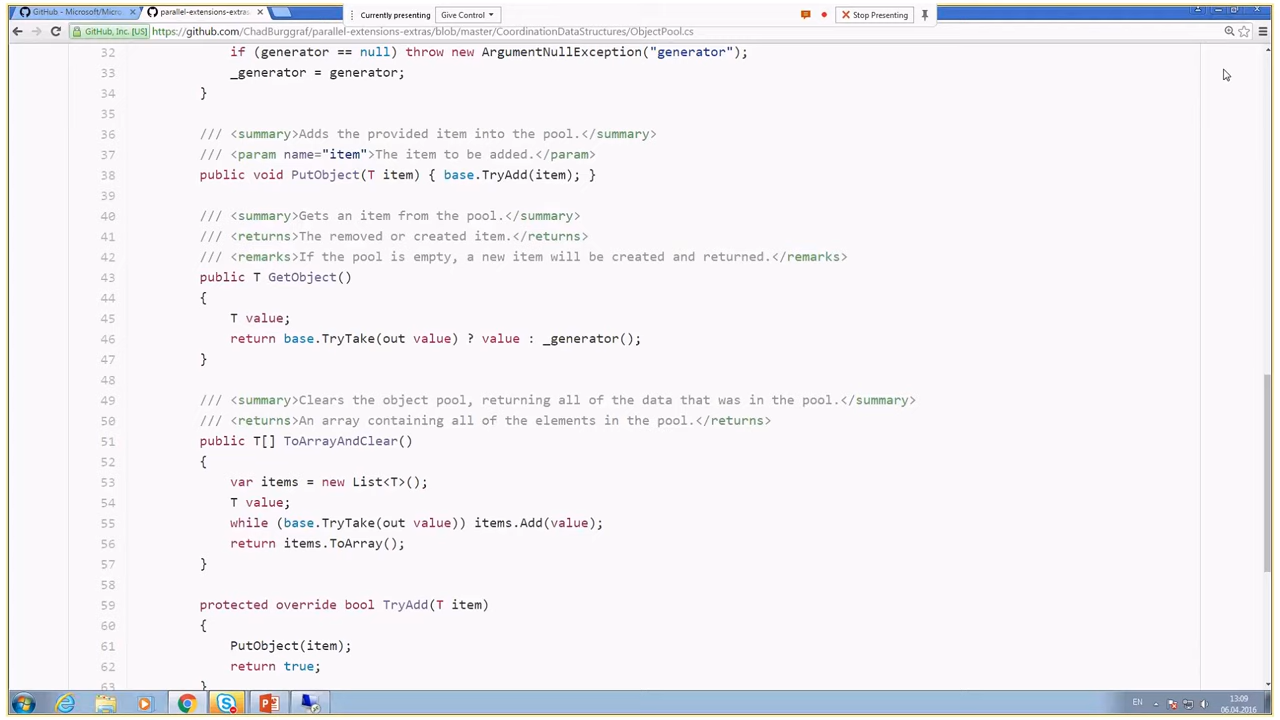 GitHub - Microsoft/Micro
parallel-extensions-extras
Currently presenting
Give Control
Stop Presenting
GitHub, Inc. [US]
https://github.com/ChadBurggraf/parallel-extensions-extras/blob/master/CoordinationDataStructures/ObjectPool.cs
32 if (generator == null) throw new ArgumentNullException("generator");
33 _generator = generator;
34 }
35
36 /// <summary>Adds the provided item into the pool.</summary>
37 /// <param name="item">The item to be added.</param>
38 public void PutObject(T item) { base.TryAdd(item); }
39
40 /// <summary>Gets an item from the pool.</summary>
41 /// <returns>The removed or created item.</returns>
42 /// <remarks>If the pool is empty, a new item will be created and returned.</remarks>
43 public T GetObject()
44 {
45 T value;
46 return base.TryTake(out value) ? value : _generator();
47 }
48
49 /// <summary>Clears the object pool, returning all of the data that was in the pool.</summary>
50 /// <returns>An array containing all of the elements in the pool.</returns>
51 public T[] ToArrayAndClear()
52 {
53 var items = new List<T>();
54 T value;
55 while (base.TryTake(out value)) items.Add(value);
56 return items.ToArray();
57 }
58
59 protected override bool TryAdd(T item)
60 {
61 PutObject(item);
62 return true;
63 }
EN
13:09
06.04.2016